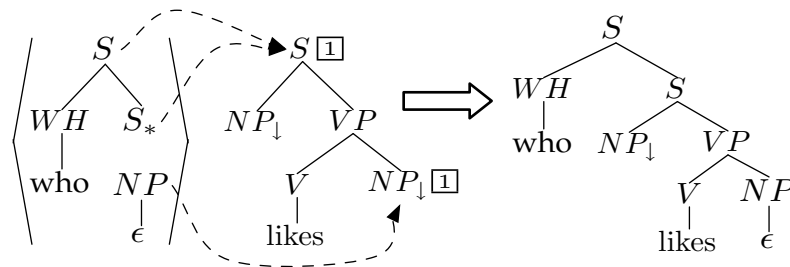 S S 1 S
WH S* NP↓ VP WH S
who NP V NP↓ 1 who NP↓ VP
ϵ likes V NP
likes ϵ